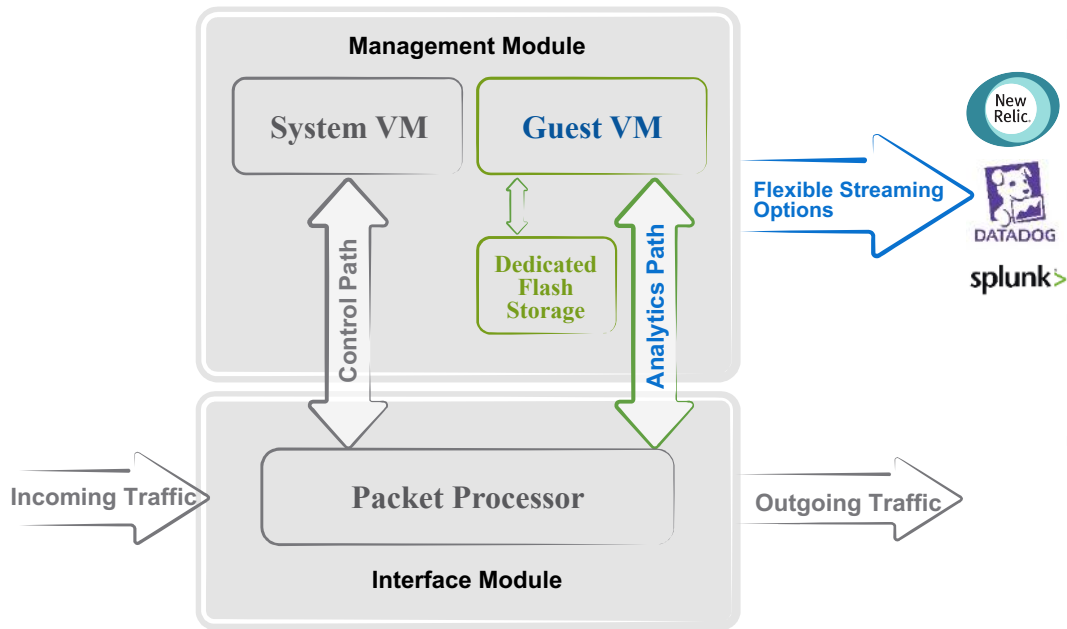 Management Module
System VM
Guest VM
New
Relic.
Flexible Streaming
Options
DATADOG
splunk>
Dedicated
Flash
Storage
Control Path
Analytics Path
Incoming Traffic
Packet Processor
Outgoing Traffic
Interface Module